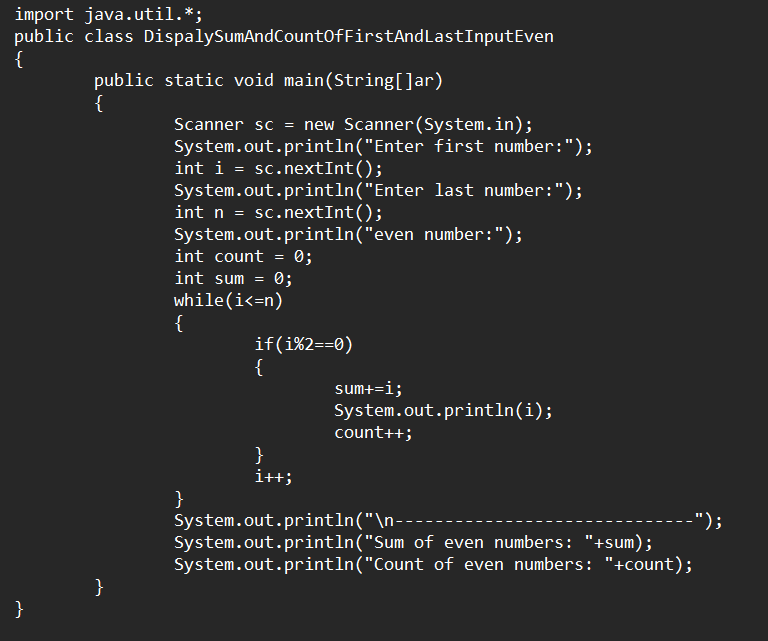 import java.util.*;
public class DispalySumAndCountOfFirstAndLastInputEven
{
        public static void main(String[]ar)
        {
                Scanner sc = new Scanner(System.in);
                System.out.println("Enter first number:");
                int i = sc.nextInt();
                System.out.println("Enter last number:");
                int n = sc.nextInt();
                System.out.println("even number:");
                int count = 0;
                int sum = 0;
                while(i<=n)
                {
                        if(i%2==0)
                        {
                                sum+=i;
                                System.out.println(i);
                                count++;
                        }
                        i++;
                }
                System.out.println("\n------------------------------");
                System.out.println("Sum of even numbers: "+sum);
                System.out.println("Count of even numbers: "+count);
        }
}